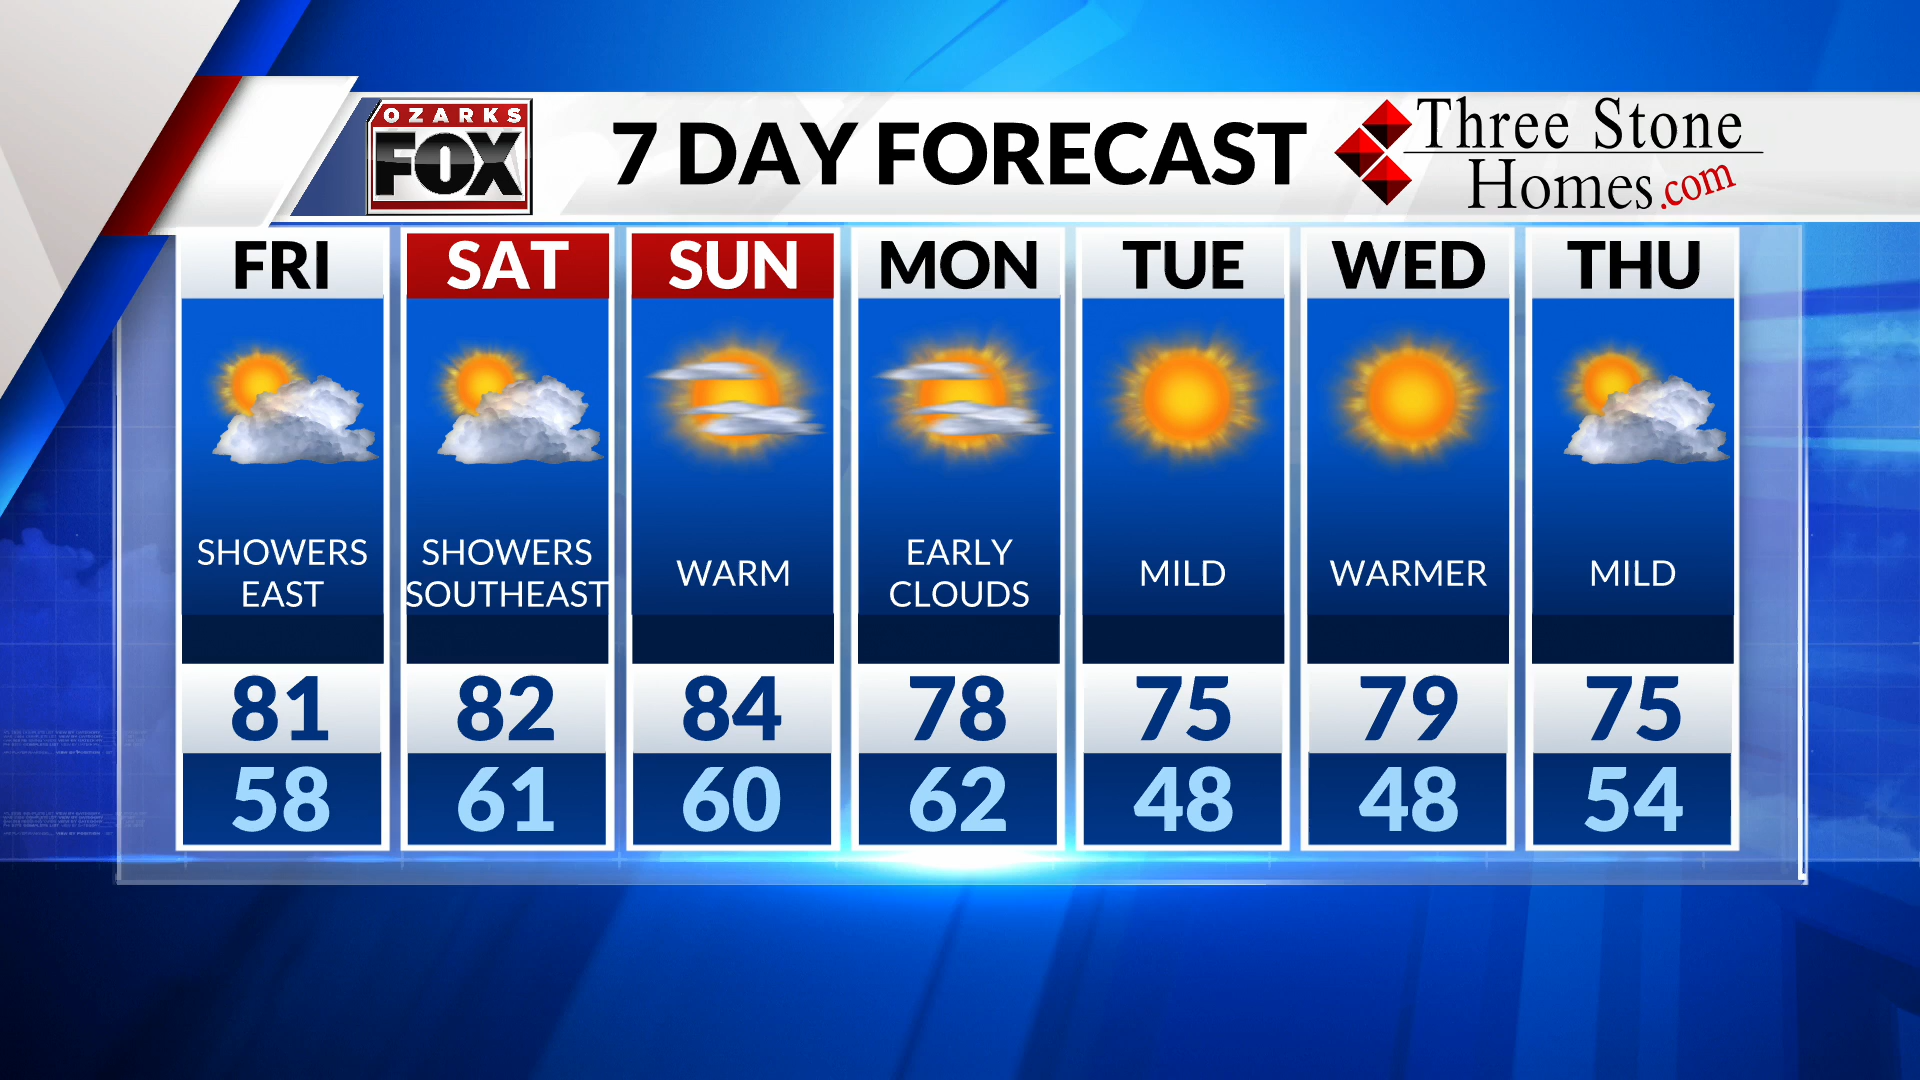 OZARKS
FOX
7 DAY FORECAST
Three Stone
Homes.com
FRI
SAT
SUN
MON
TUE
WED
THU
SHOWERS
EAST
SHOWERS
SOUTHEAST
WARM
EARLY
CLOUDS
MILD
WARMER
MILD
81
82
84
78
75
79
75
58
61
60
62
48
48
54